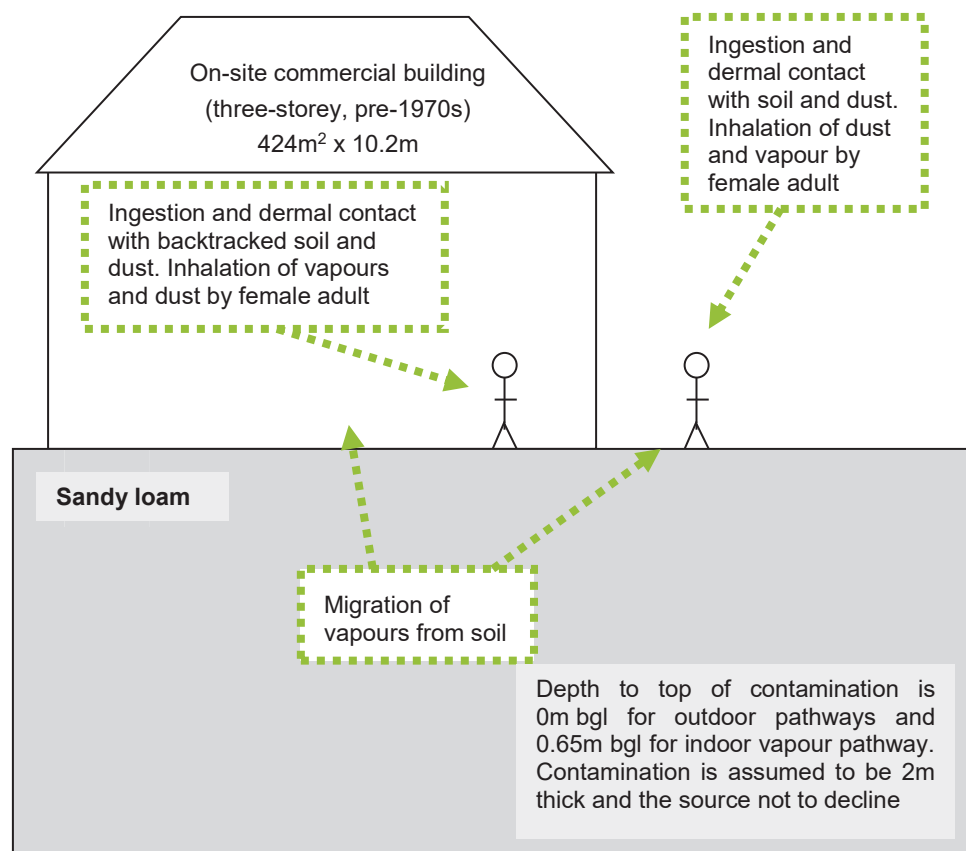 On-site commercial building
(three-storey, pre-1970s)
424m² x 10.2m
Ingestion and
dermal contact
with soil and dust.
Inhalation of dust
and vapour by
female adult
Ingestion and dermal contact
with backtracked soil and
dust. Inhalation of vapours
and dust by female adult
Sandy loam
Migration of
vapours from soil
Depth to top of contamination is
0m bgl for outdoor pathways and
0.65m bgl for indoor vapour pathway.
Contamination is assumed to be 2m
thick and the source not to decline